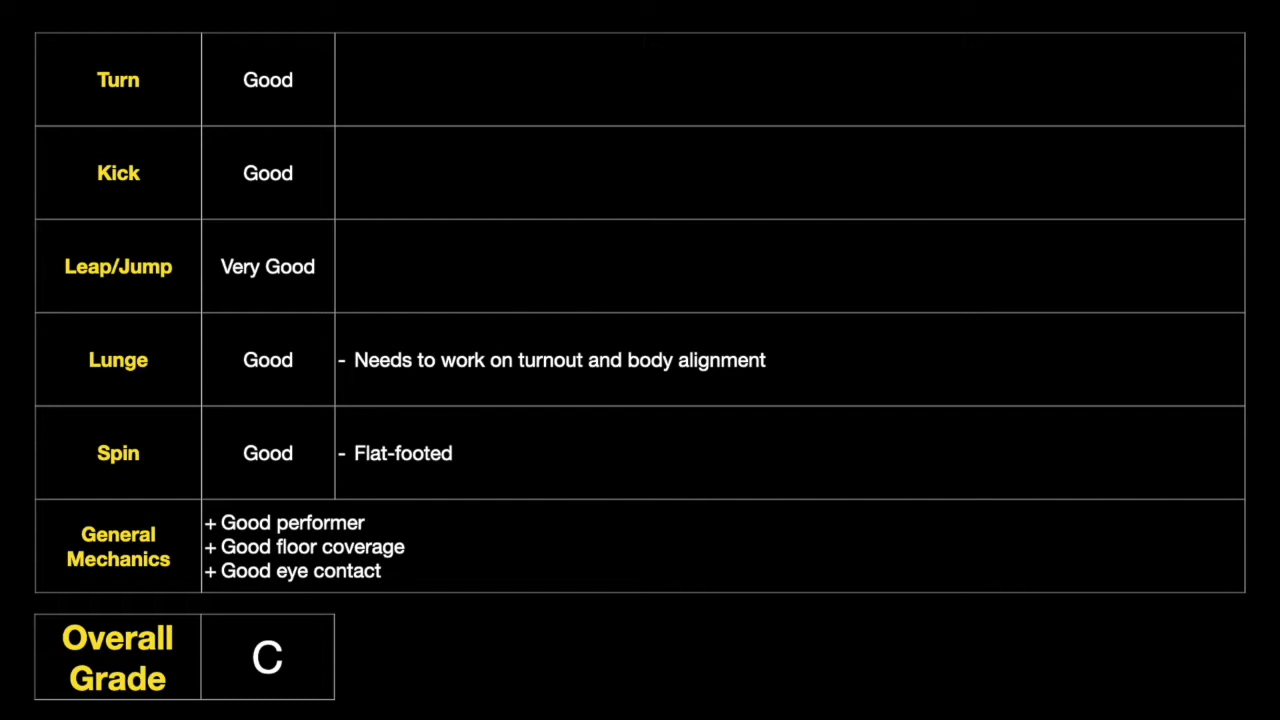 Turn Good
Kick Good
Leap/Jump Very Good
Lunge Good - Needs to work on turnout and body alignment
Spin Good - Flat-footed
General Mechanics
+ Good performer
+ Good floor coverage
+ Good eye contact
Overall Grade C